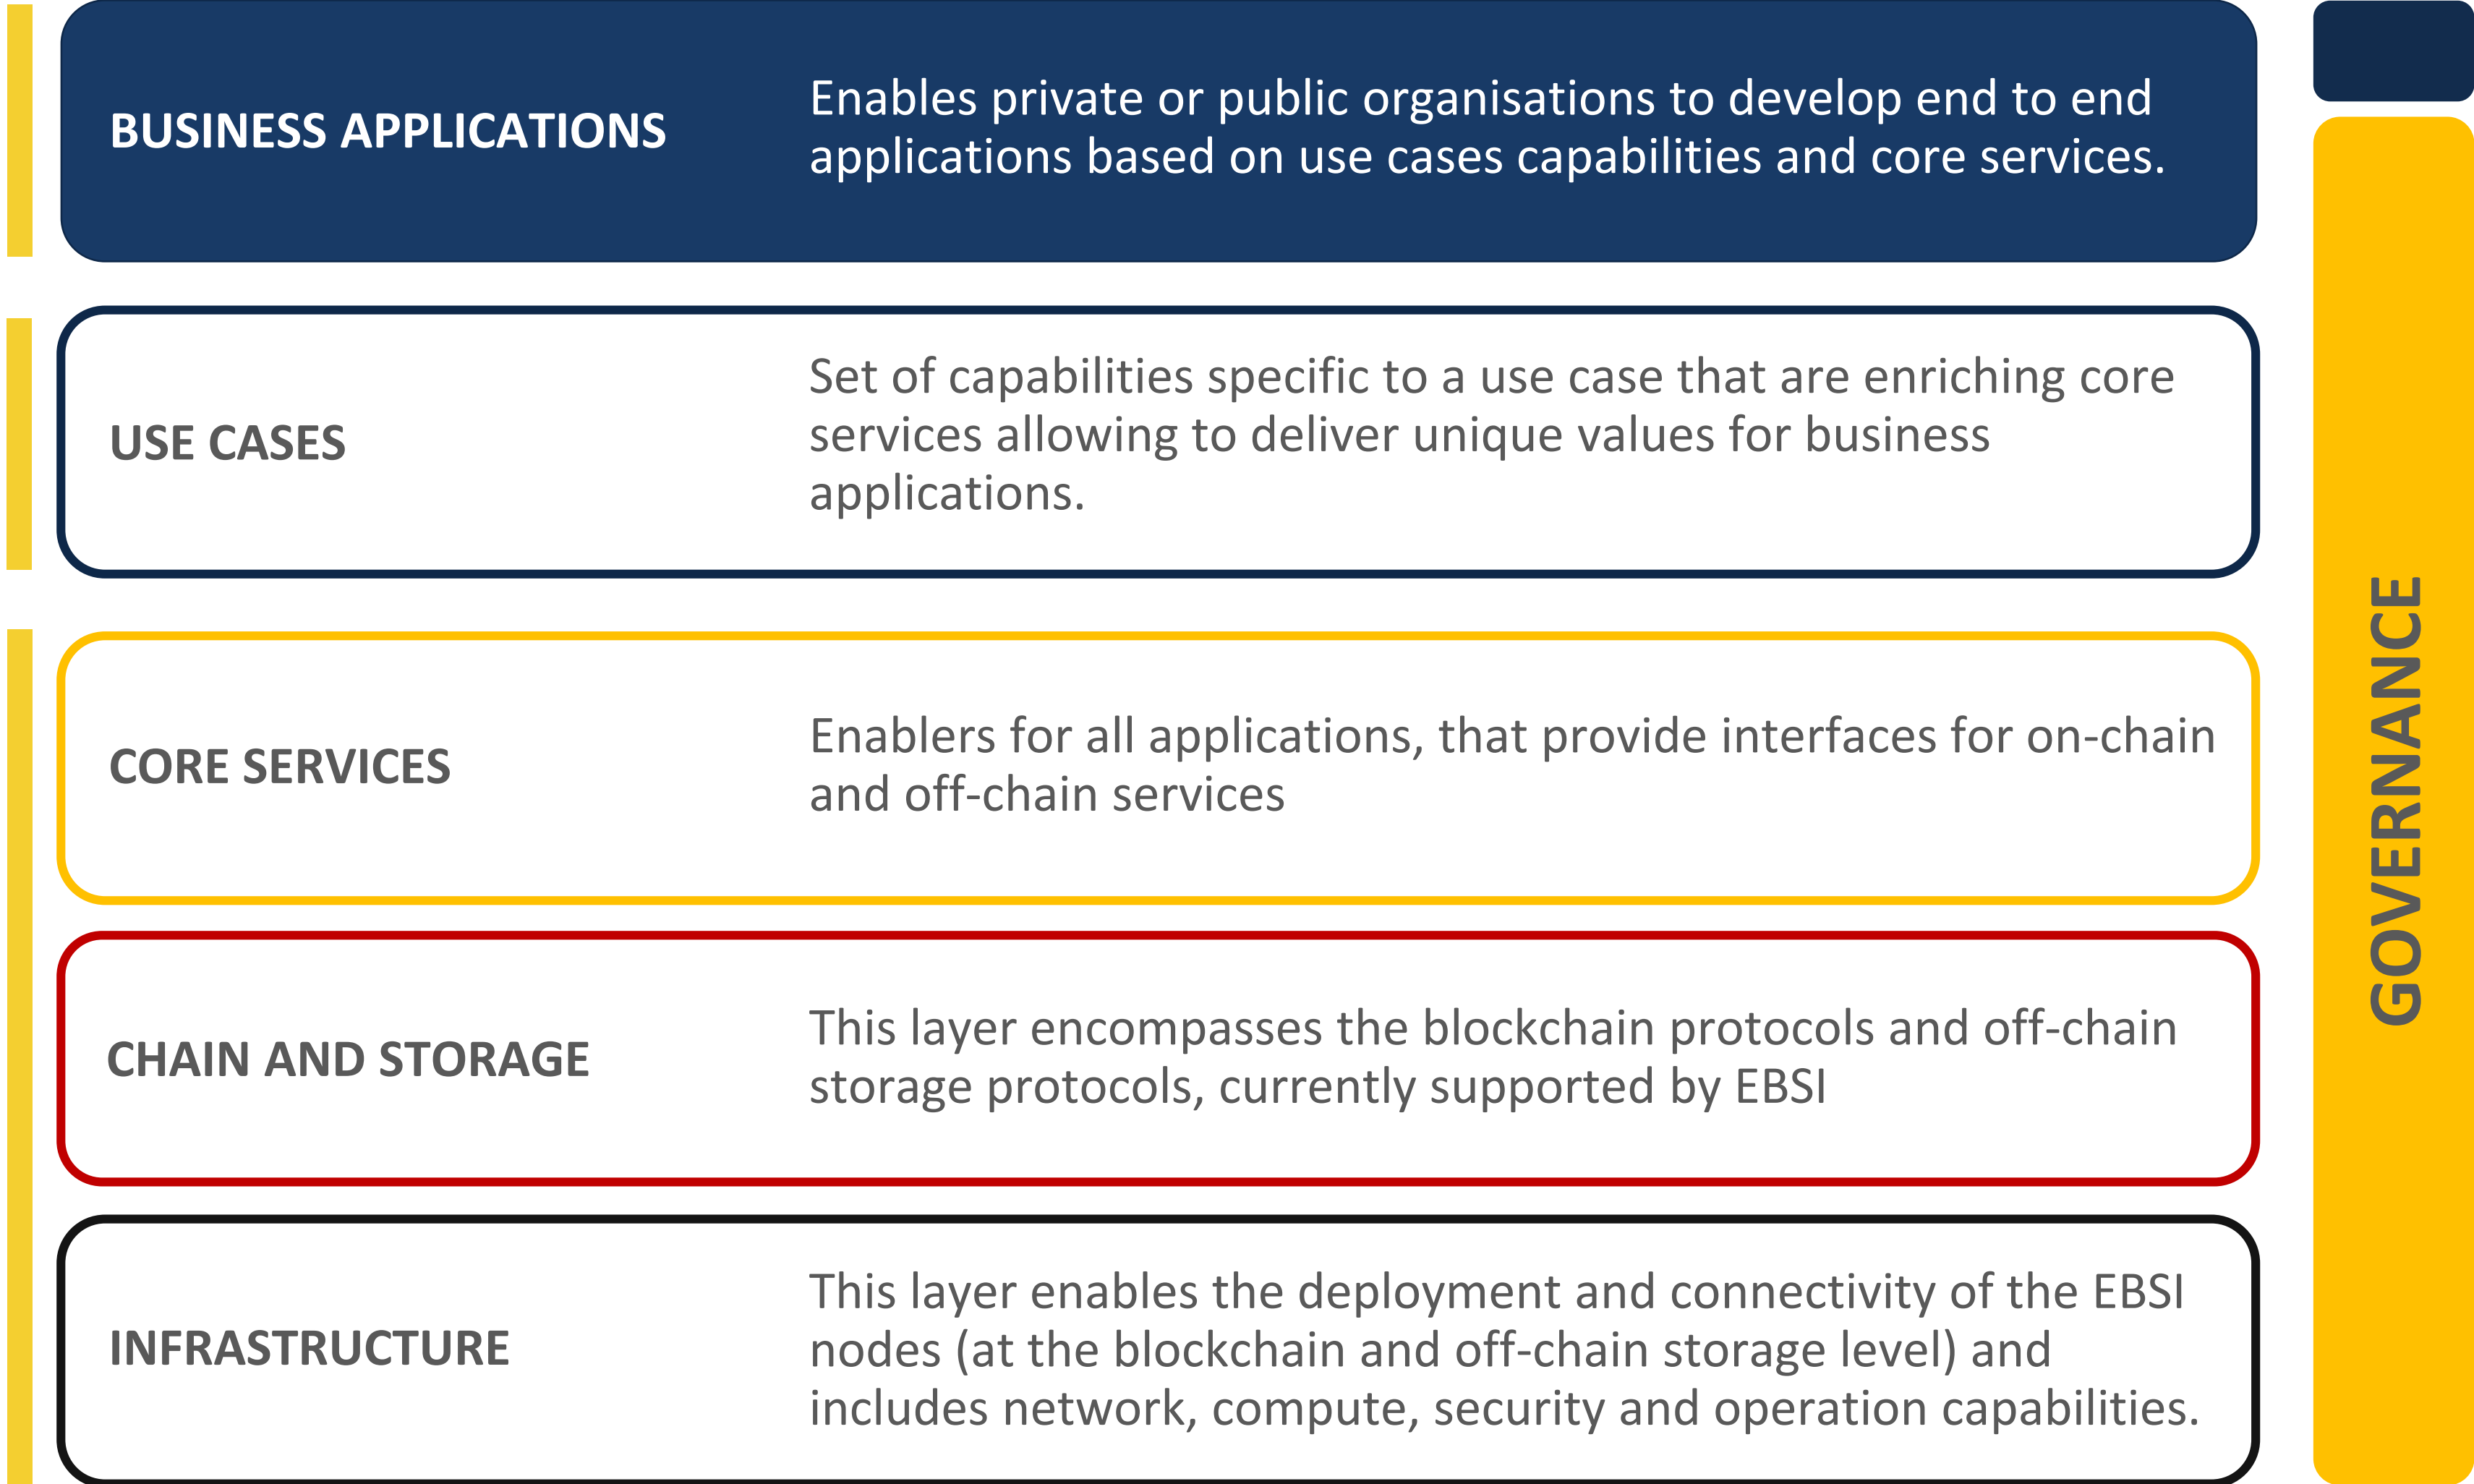 BUSINESS APPLICATIONS
Enables private or public organisations to develop end to end
applications based on use cases capabilities and core services.
USE CASES
Set of capabilities specific to a use case that are enriching core
services allowing to deliver unique values for business
applications.
CORE SERVICES
Enablers for all applications, that provide interfaces for on-chain
and off-chain services
CHAIN AND STORAGE
This layer encompasses the blockchain protocols and off-chain
storage protocols, currently supported by EBSI
INFRASTRUCTURE
This layer enables the deployment and connectivity of the EBSI
nodes (at the blockchain and off-chain storage level) and
includes network, compute, security and operation capabilities.
GOVERNANCE